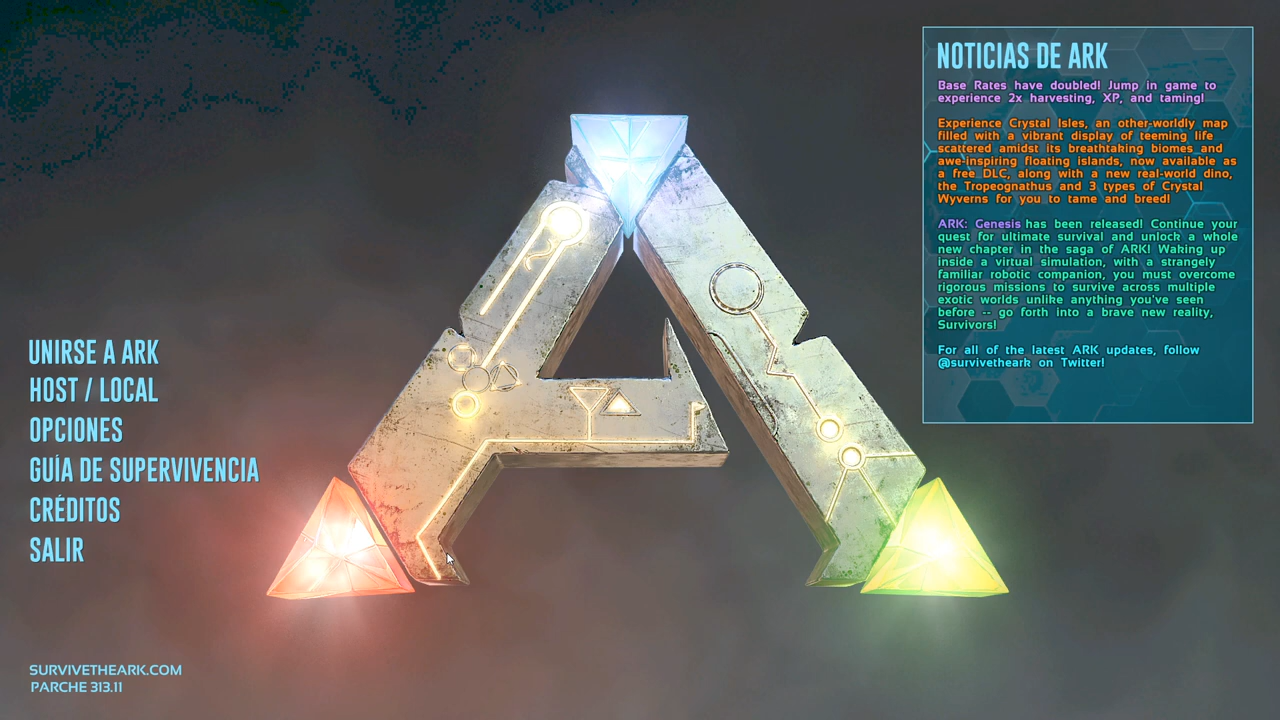 NOTICIAS DE ARK
Base Rates have doubled! Jump in game to
experience 2x harvesting, XP, and taming!
Experience Crystal Isles, an other-worldly map
filled with a vibrant display of teeming life
scattered amidst its breathtaking biomes and
awe-inspiring floating islands, now available as
a free DLC, along with a new real-world dino,
the Tropeognathus and 3 types of Crystal
Wyverns for you to tame and breed!
ARK: Genesis has been released! Continue your
quest for ultimate survival and unlock a whole
new chapter in the saga of ARK! Waking up
inside a virtual simulation, with a strangely
familiar robotic companion, you must overcome
rigorous missions to survive across multiple
exotic worlds unlike anything you've seen
before -- go forth into a brave new reality,
Survivors!
For all of the latest ARK updates, follow
@survivetheark on Twitter!
UNIRSE A ARK
HOST / LOCAL
OPCIONES
GUÍA DE SUPERVIVENCIA
CRÉDITOS
SALIR
SURVIVETHEARK.COM
PARCHE 313.11